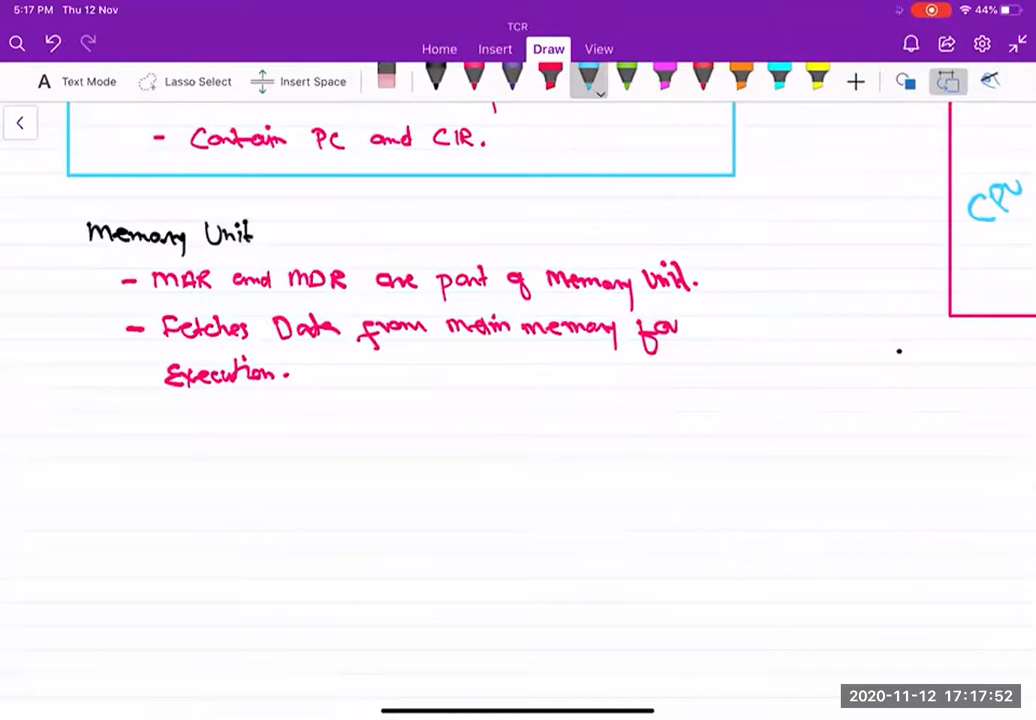 5:17 PM Thu 12 Nov
44%
TCR
Home Insert Draw View
A Text Mode Lasso Select Insert Space
- Contain PC and CIR.
CPU
Memory Unit
- MAR and MDR are part of Memory Unit.
- Fetches Data from main memory for
Execution.
2020-11-12 17:17:52